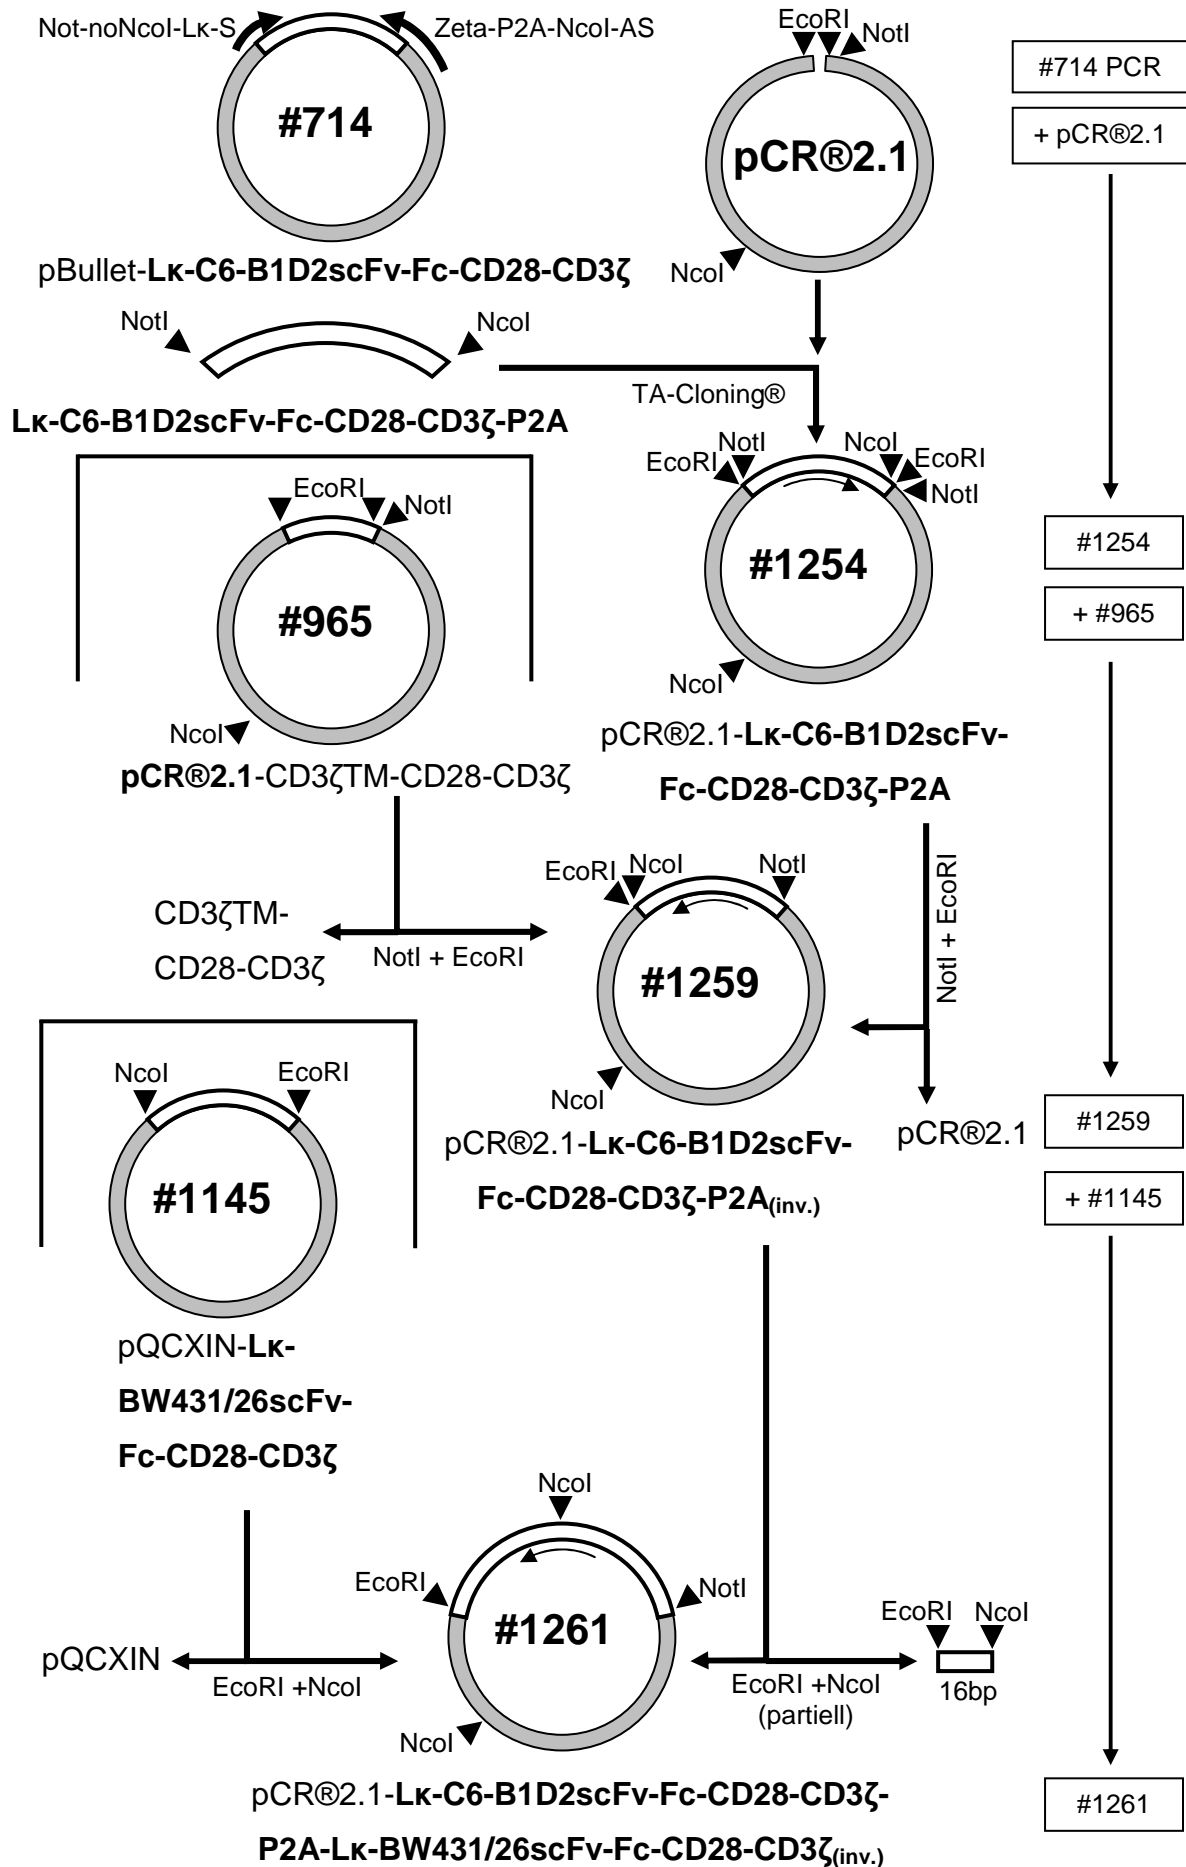 Not-noNcoI-Lκ-S
Zeta-P2A-NcoI-AS
#714
pBullet-Lκ-C6-B1D2scFv-Fc-CD28-CD3ζ
EcoRI
NotI
pCR®2.1
NcoI
#714 PCR
+ pCR®2.1
NotI
NcoI
Lκ-C6-B1D2scFv-Fc-CD28-CD3ζ-P2A
TA-Cloning®
EcoRI
NotI
#965
NcoI
pCR®2.1-CD3ζTM-CD28-CD3ζ
EcoRI
NotI
NcoI
EcoRI
NotI
#1254
NcoI
pCR®2.1-Lκ-C6-B1D2scFv-
Fc-CD28-CD3ζ-P2A
#1254
+ #965
CD3ζTM-
CD28-CD3ζ
NotI + EcoRI
EcoRI
NcoI
NotI
#1259
NcoI
NotI + EcoRI
pCR®2.1
pCR®2.1-Lκ-C6-B1D2scFv-
Fc-CD28-CD3ζ-P2A(inv.)
#1259
+ #1145
NcoI
EcoRI
#1145
pQCXIN-Lκ-
BW431/26scFv-
Fc-CD28-CD3ζ
pQCXIN
EcoRI +NcoI
NcoI
EcoRI
NotI
#1261
NcoI
EcoRI +NcoI
(partiell)
EcoRI
NcoI
16bp
pCR®2.1-Lκ-C6-B1D2scFv-Fc-CD28-CD3ζ-
P2A-Lκ-BW431/26scFv-Fc-CD28-CD3ζ(inv.)
#1261